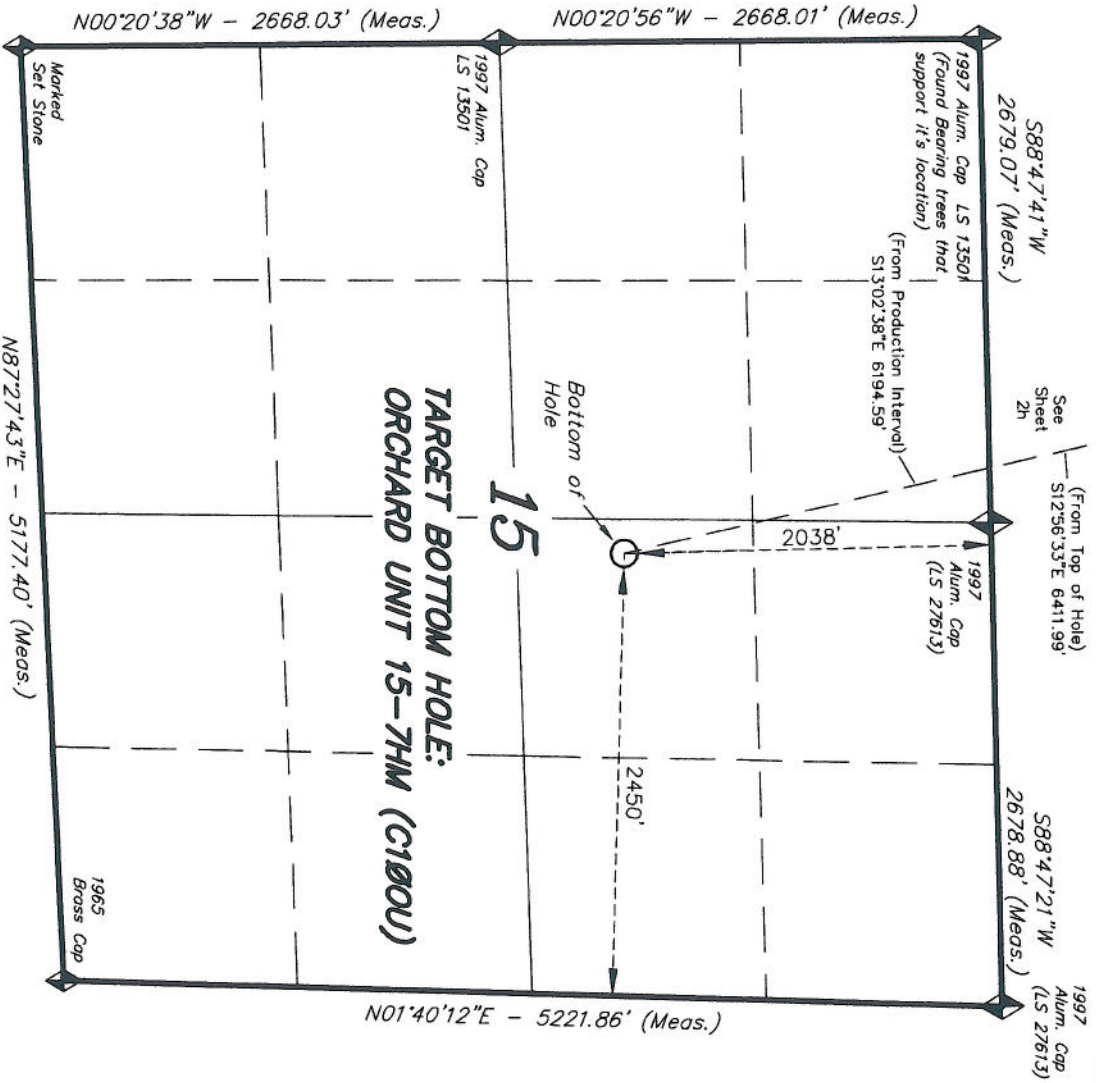 N00°20'38"W - 2668.03' (Meas.)
N00°20'56"W - 2668.01' (Meas.)
S88°47'41"W
2679.07' (Meas.)
1997 Alum. Cap LS 13501
(Found Bearing trees that
support it's location)
(From Production Interval)
S13°02'38"E 6194.59'
See
Sheet
2h
(From Top of Hole)
S12°56'33"E 6411.99'
1997
Alum. Cap
(LS 27613)
S88°47'21"W
2678.88' (Meas.)
1997
Alum. Cap
(LS 27613)
1997 Alum. Cap
LS 13501
Marked
Set Stone
Bottom of
Hole
2038'
2450'
15
TARGET BOTTOM HOLE:
ORCHARD UNIT 15-7HM (C10OU)
1965
Brass Cap
N87°27'43"E - 5177.40' (Meas.)
N01°40'12"E - 5221.86' (Meas.)